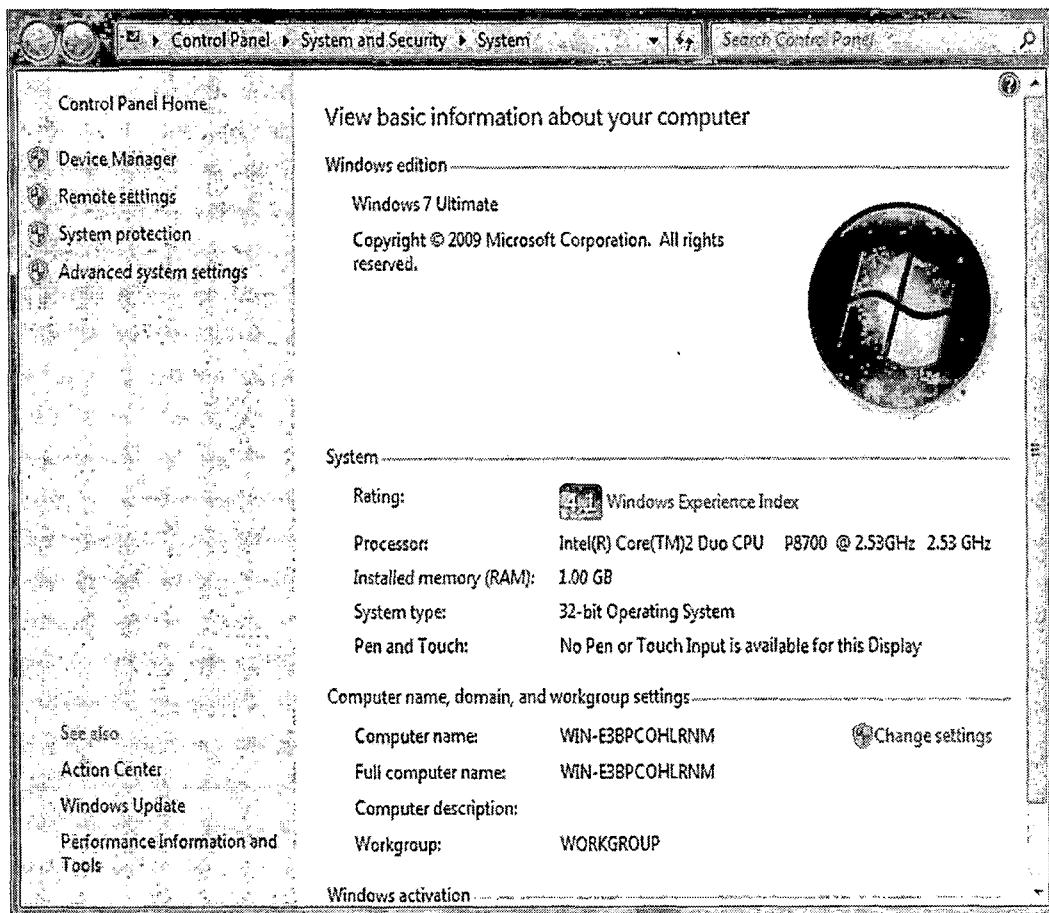 Control Panel ▸ System and Security ▸ System
Search Control Panel
Control Panel Home
Device Manager
Remote settings
System protection
Advanced system settings
See also
Action Center
Windows Update
Performance Information and
Tools
View basic information about your computer
Windows edition
Windows 7 Ultimate
Copyright © 2009 Microsoft Corporation. All rights
reserved.
System
Rating: 4.1 Windows Experience Index
Processor: Intel(R) Core(TM)2 Duo CPU P8700 @ 2.53GHz 2.53 GHz
Installed memory (RAM): 1.00 GB
System type: 32-bit Operating System
Pen and Touch: No Pen or Touch Input is available for this Display
Computer name, domain, and workgroup settings
Computer name: WIN-E3BPCOHLRNM Change settings
Full computer name: WIN-E3BPCOHLRNM
Computer description:
Workgroup: WORKGROUP
Windows activation